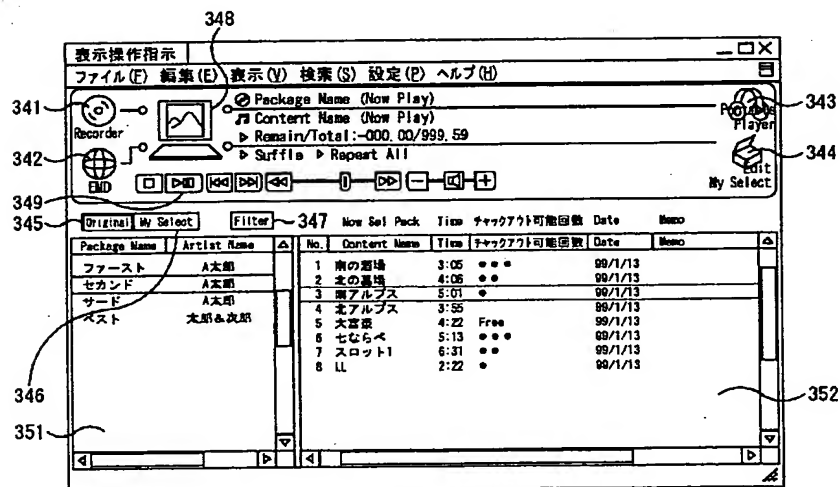 348
表示操作指示
ファイル(F) 編集(E) 表示(V) 検索(S) 設定(P) ヘルプ(H)
341
Recorder
342
EMD
Package Name (Now Play)
Content Name (Now Play)
Remain/Total:-000.00/999.59
Suffle Repeat All
343
Player
344
Edit
My Select
349
345
Original My Select Filter 347 Now Sel Pack Time チャックアウト可能回数 Date Memo
Package Name Artist Name
ファースト A太郎
セカンド A太郎
サード A太郎
ベスト 太郎&次郎
No. Content Name Time チャックアウト可能回数 Date Memo
1 南の酒場 3:05 ●●● 99/1/13
2 北の墓場 4:06 ●● 99/1/13
3 南アルプス 5:01 ● 99/1/13
4 北アルプス 3:55 99/1/13
5 4:22 Free 99/1/13
6 七ならべ 5:13 ●●● 99/1/13
7 スロット1 6:31 ●● 99/1/13
8 LL 2:22 ● 99/1/13
346
351
352